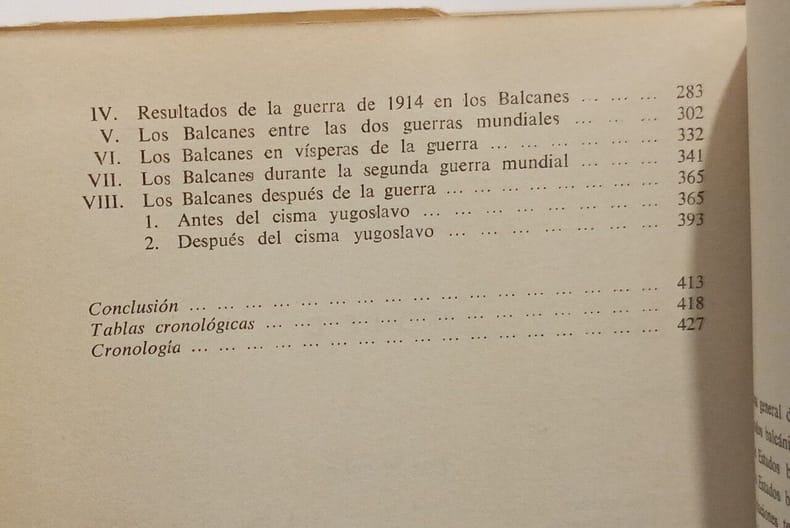 IV. Resultados de la guerra de 1914 en los Balcanes ... ... ... 283
V. Los Balcanes entre las dos guerras mundiales ... ... ... 302
VI. Los Balcanes en vísperas de la guerra ... ... ... ... ... ... 332
VII. Los Balcanes durante la segunda guerra mundial ... ... ... 341
VIII. Los Balcanes después de la guerra ... ... ... ... ... ... ... ... 365
1. Antes del cisma yugoslavo ... ... ... ... ... ... ... ... ... 365
2. Después del cisma yugoslavo ... ... ... ... ... ... ... ... 393
Conclusión ... ... ... ... ... ... ... ... ... ... ... ... ... ... ... ... ... 413
Tablas cronológicas ... ... ... ... ... ... ... ... ... ... ... ... ... ... 418
Cronología ... ... ... ... ... ... ... ... ... ... ... ... ... ... ... ... ... 427
general
Estados b
Estados b